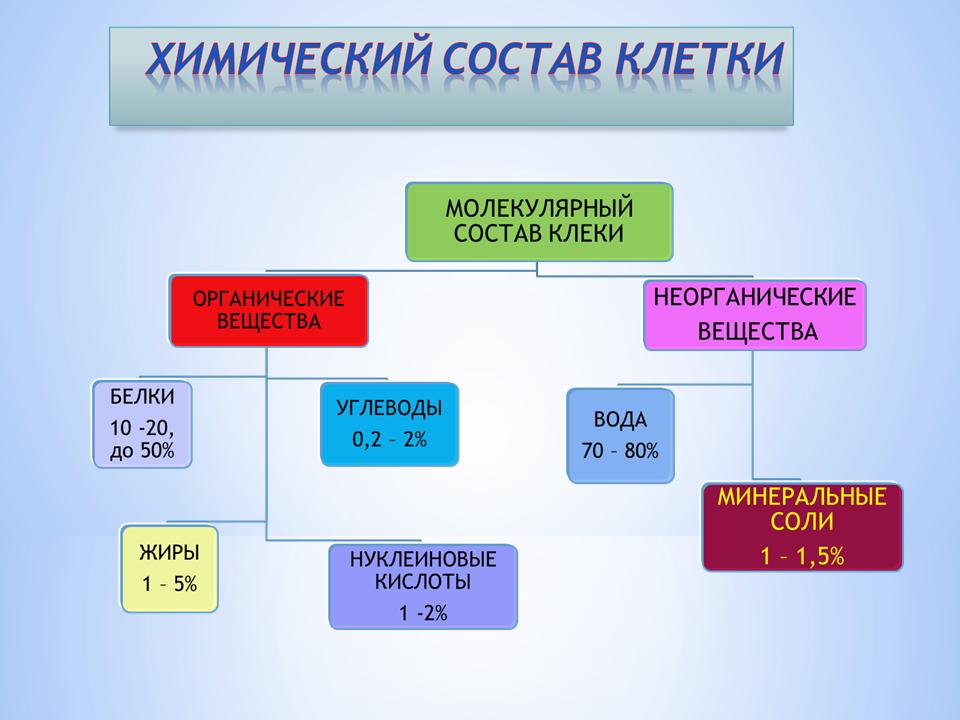 ХИМИЧЕСКИЙ СОСТАВ КЛЕТКИ
МОЛЕКУЛЯРНЫЙ
СОСТАВ КЛЕКИ
ОРГАНИЧЕСКИЕ
ВЕЩЕСТВА
НЕОРГАНИЧЕСКИЕ
ВЕЩЕСТВА
БЕЛКИ
10 -20,
до 50%
УГЛЕВОДЫ
0,2 – 2%
ВОДА
70 – 80%
МИНЕРАЛЬНЫЕ
СОЛИ
1 – 1,5%
ЖИРЫ
1 – 5%
НУКЛЕИНОВЫЕ
КИСЛОТЫ
1 -2%